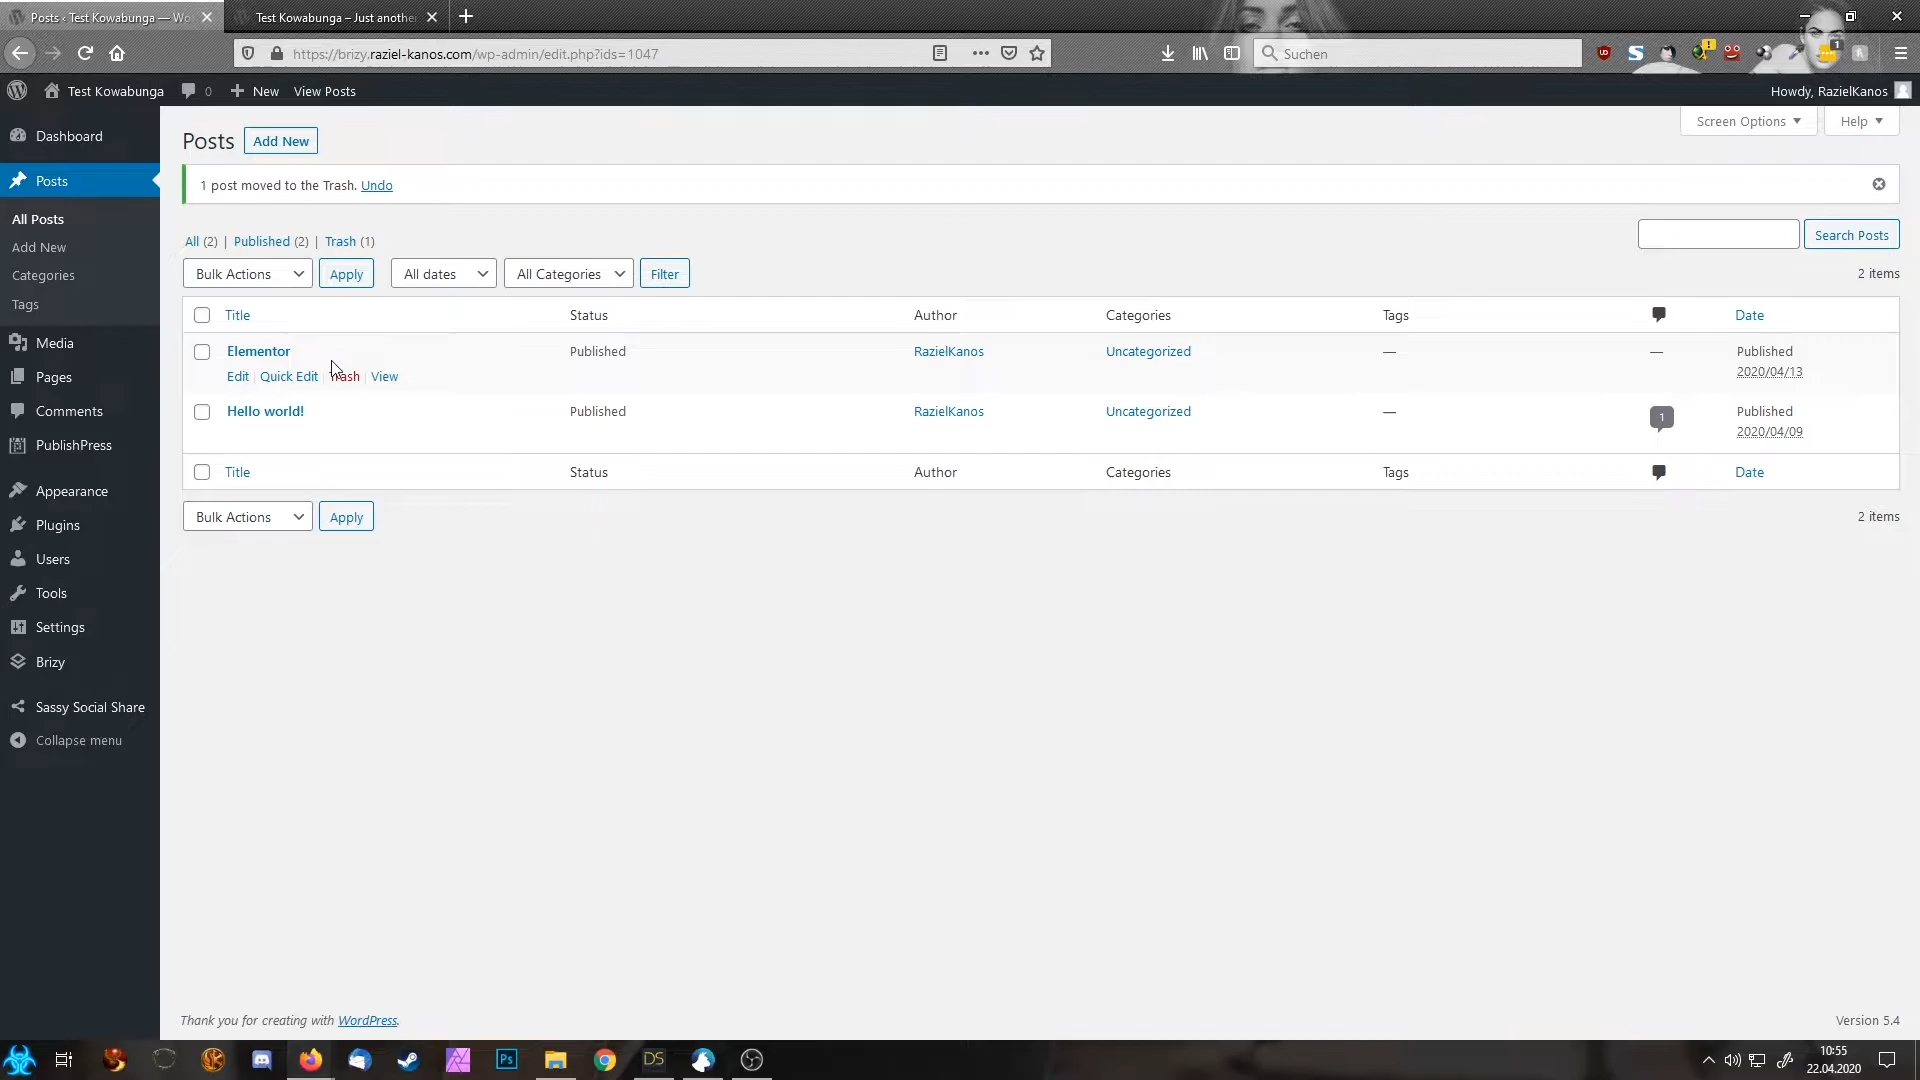 Posts ‹ Test Kowabunga — Wo
Test Kowabunga – Just anothe
https://brizy.raziel-kanos.com/wp-admin/edit.php?ids=1047
Suchen
Test Kowabunga
0
New
View Posts
Howdy, RazielKanos
Dashboard
Posts
All Posts
Add New
Categories
Tags
Media
Pages
Comments
PublishPress
Appearance
Plugins
Users
Tools
Settings
Brizy
Sassy Social Share
Collapse menu
Screen Options
Help
Posts Add New
1 post moved to the Trash. Undo
All (2) | Published (2) | Trash (1)
Search Posts
Bulk Actions Apply All dates All Categories Filter
2 items
Title Status Author Categories Tags Date
Elementor Published RazielKanos Uncategorized — — Published
Edit | Quick Edit | Trash | View 2020/04/13
Hello world! Published RazielKanos Uncategorized — 1 Published
2020/04/09
Title Status Author Categories Tags Date
Bulk Actions Apply
2 items
Thank you for creating with WordPress.
Version 5.4
Ps
DS
10:55
22.04.2020